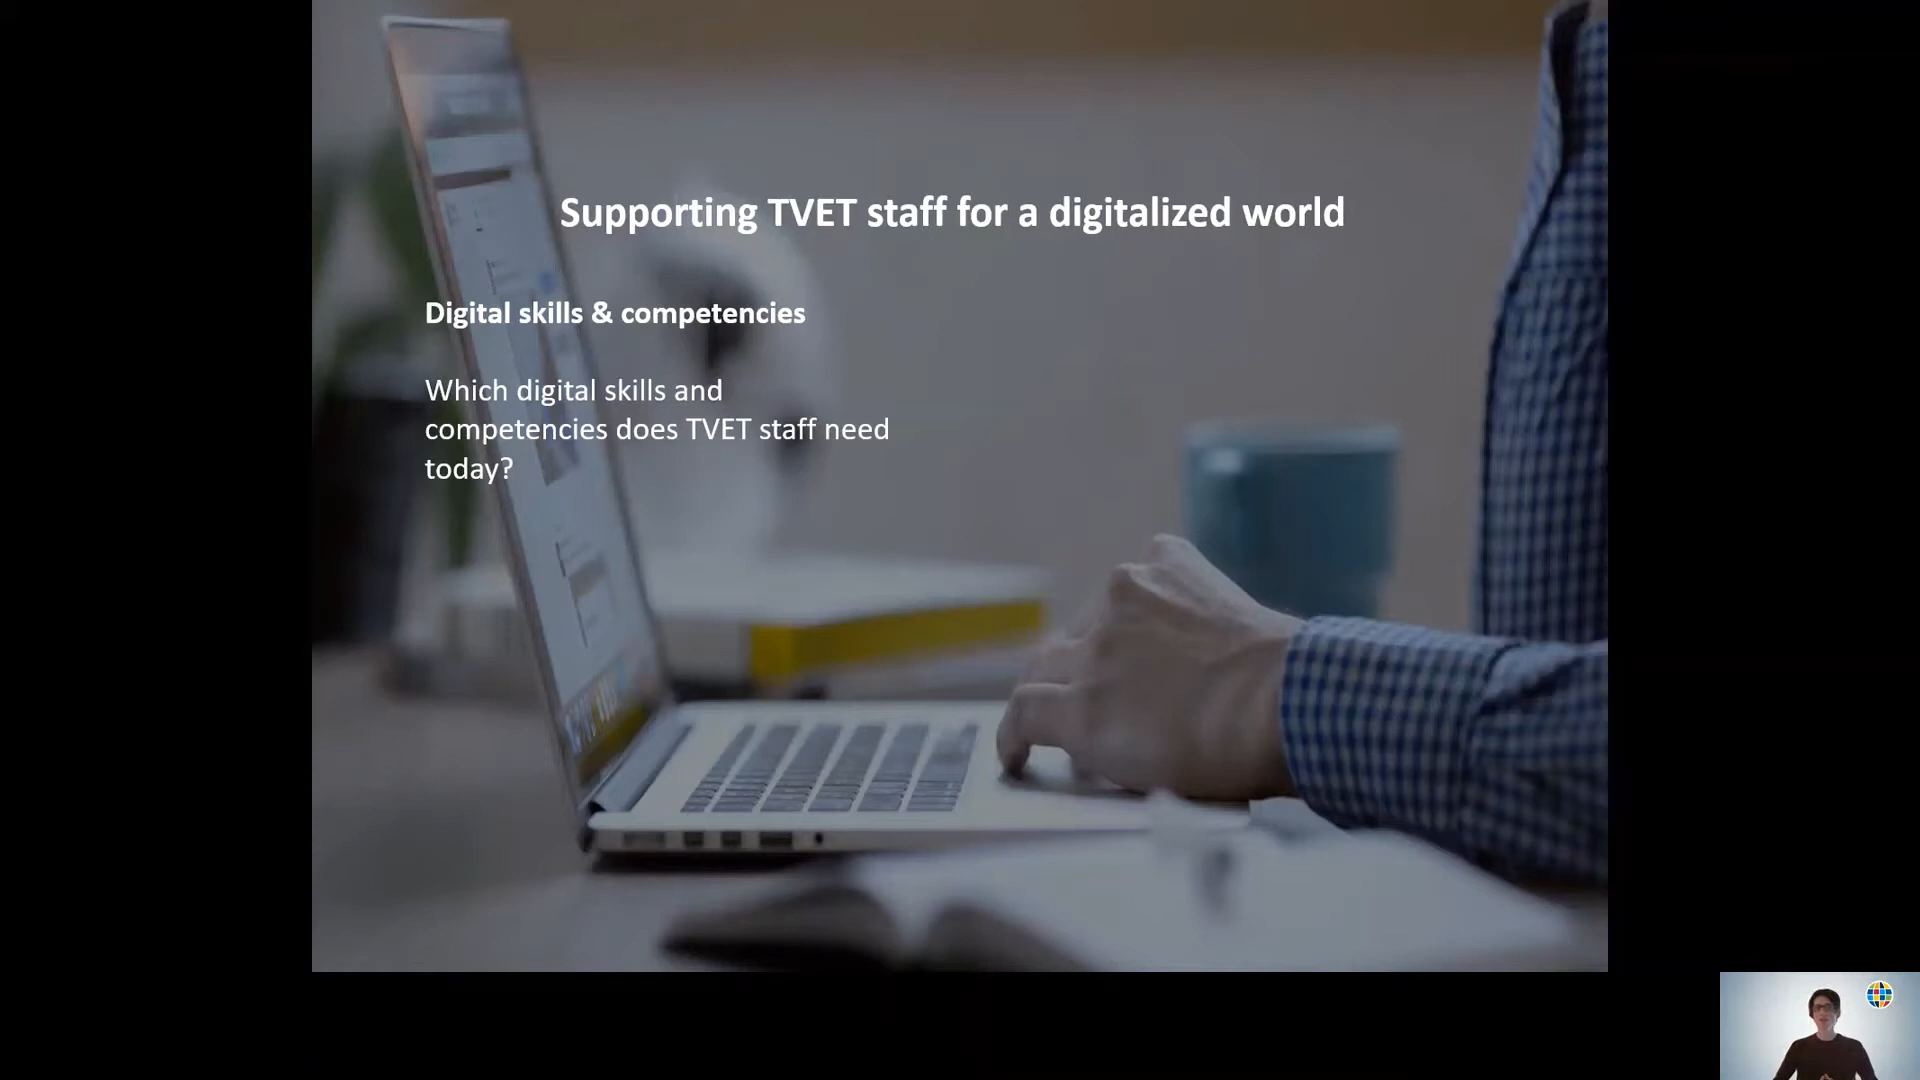 Supporting TVET staff for a digitalized world
Digital skills & competencies
Which digital skills and
competencies does TVET staff need
today?